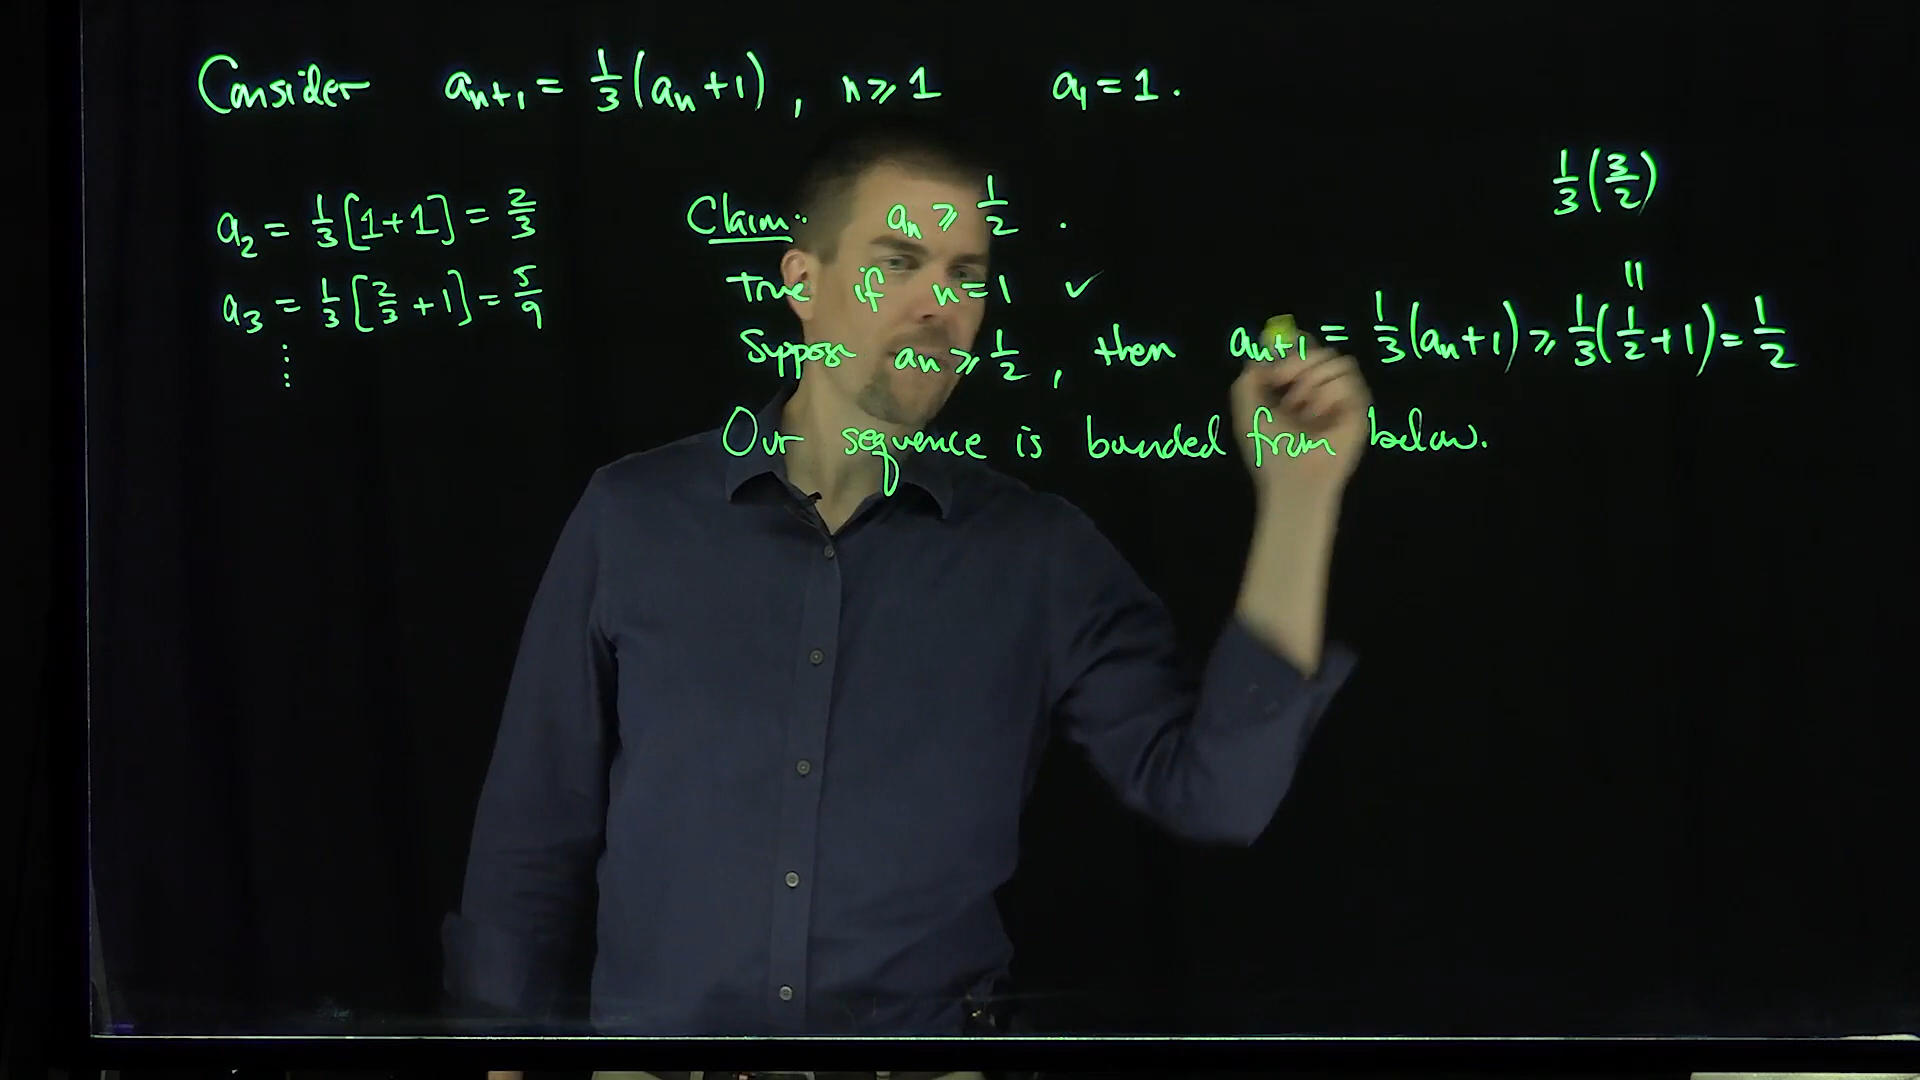 Consider a_{n+1} = 1/3 (a_n + 1), n ≥ 1 a_1 = 1.
a_2 = 1/3 [1 + 1] = 2/3
a_3 = 1/3 [2/3 + 1] = 5/9
⋮
Claim: a_n ≥ 1/2 .
True if n = 1 ✓
1/3 (3/2)
||
Suppose a_n ≥ 1/2 , then a_{n+1} = 1/3 (a_n + 1) ≥ 1/3 (1/2 + 1) = 1/2
Our sequence is bounded from below.